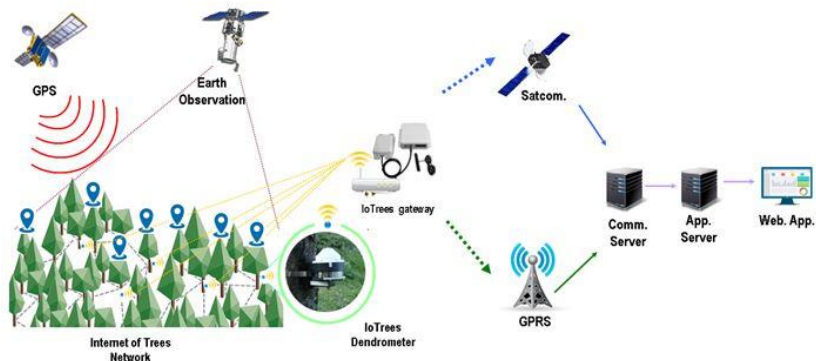 GPS
Earth
Observation
Satcom.
IoTrees gateway
Comm.
Server
App.
Server
Web. App.
GPRS
IoTrees
Dendrometer
Internet of Trees
Network